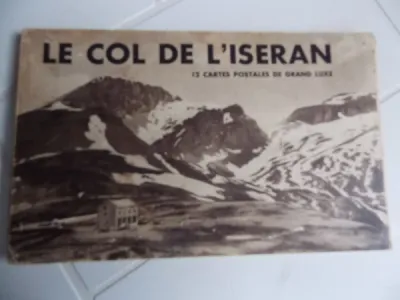 LE COL DE L'ISERAN
12 CARTES POSTALES DE GRAND LUXE